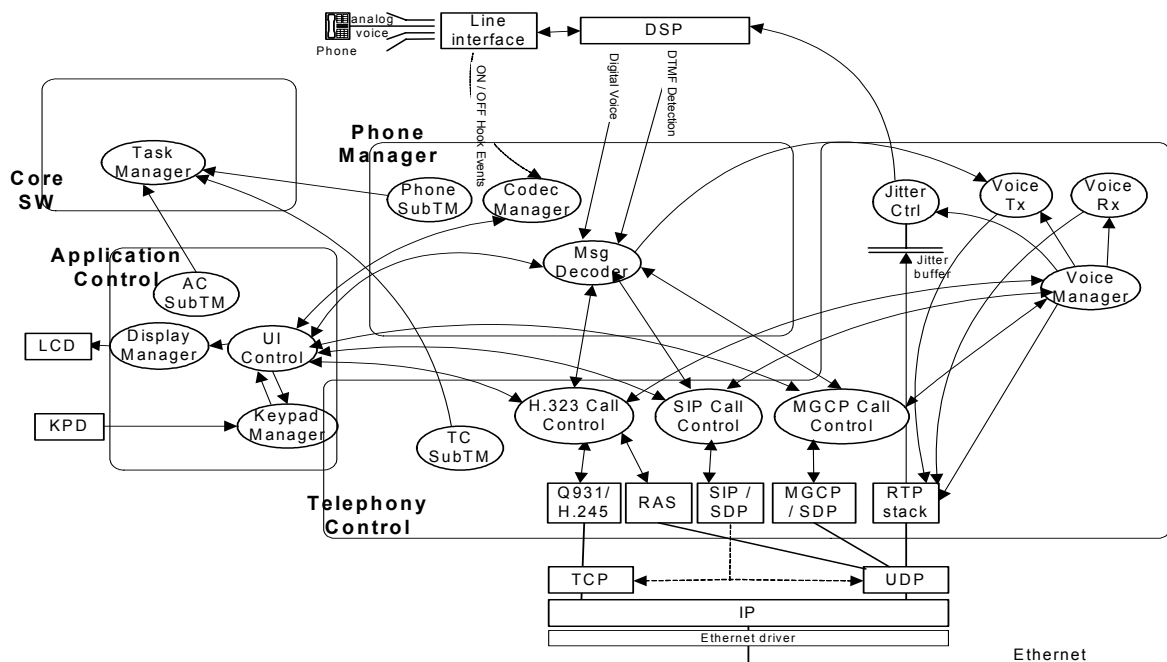 analog
voice
Phone
Line
interface
DSP
ON / OFF Hook Events
Digital Voice
DTMF Detection
Core
SW
Task
Manager
Phone
Manager
Phone
SubTM
Codec
Manager
Msg
Decoder
Jitter
Ctrl
Voice
Tx
Voice
Rx
Jitter
buffer
Voice
Manager
Application
Control
AC
SubTM
LCD
Display
Manager
UI
Control
KPD
Keypad
Manager
TC
SubTM
H.323 Call
Control
SIP Call
Control
MGCP Call
Control
Telephony
Control
Q931/
H.245
RAS
SIP /
SDP
MGCP
/ SDP
RTP
stack
TCP
UDP
IP
Ethernet driver
Ethernet